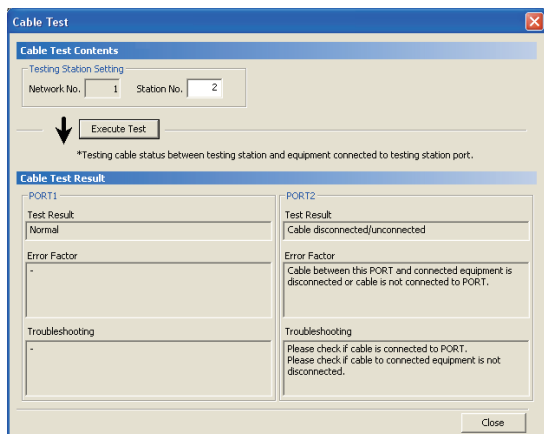 Cable Test
Cable Test Contents
Testing Station Setting
Network No. 1 Station No. 2
Execute Test
*Testing cable status between testing station and equipment connected to testing station port.
Cable Test Result
PORT1
Test Result
Normal
Error Factor
-
Troubleshooting
-
PORT2
Test Result
Cable disconnected/unconnected
Error Factor
Cable between this PORT and connected equipment is
disconnected or cable is not connected to PORT.
Troubleshooting
Please check if cable is connected to PORT.
Please check if cable to connected equipment is not
disconnected.
Close